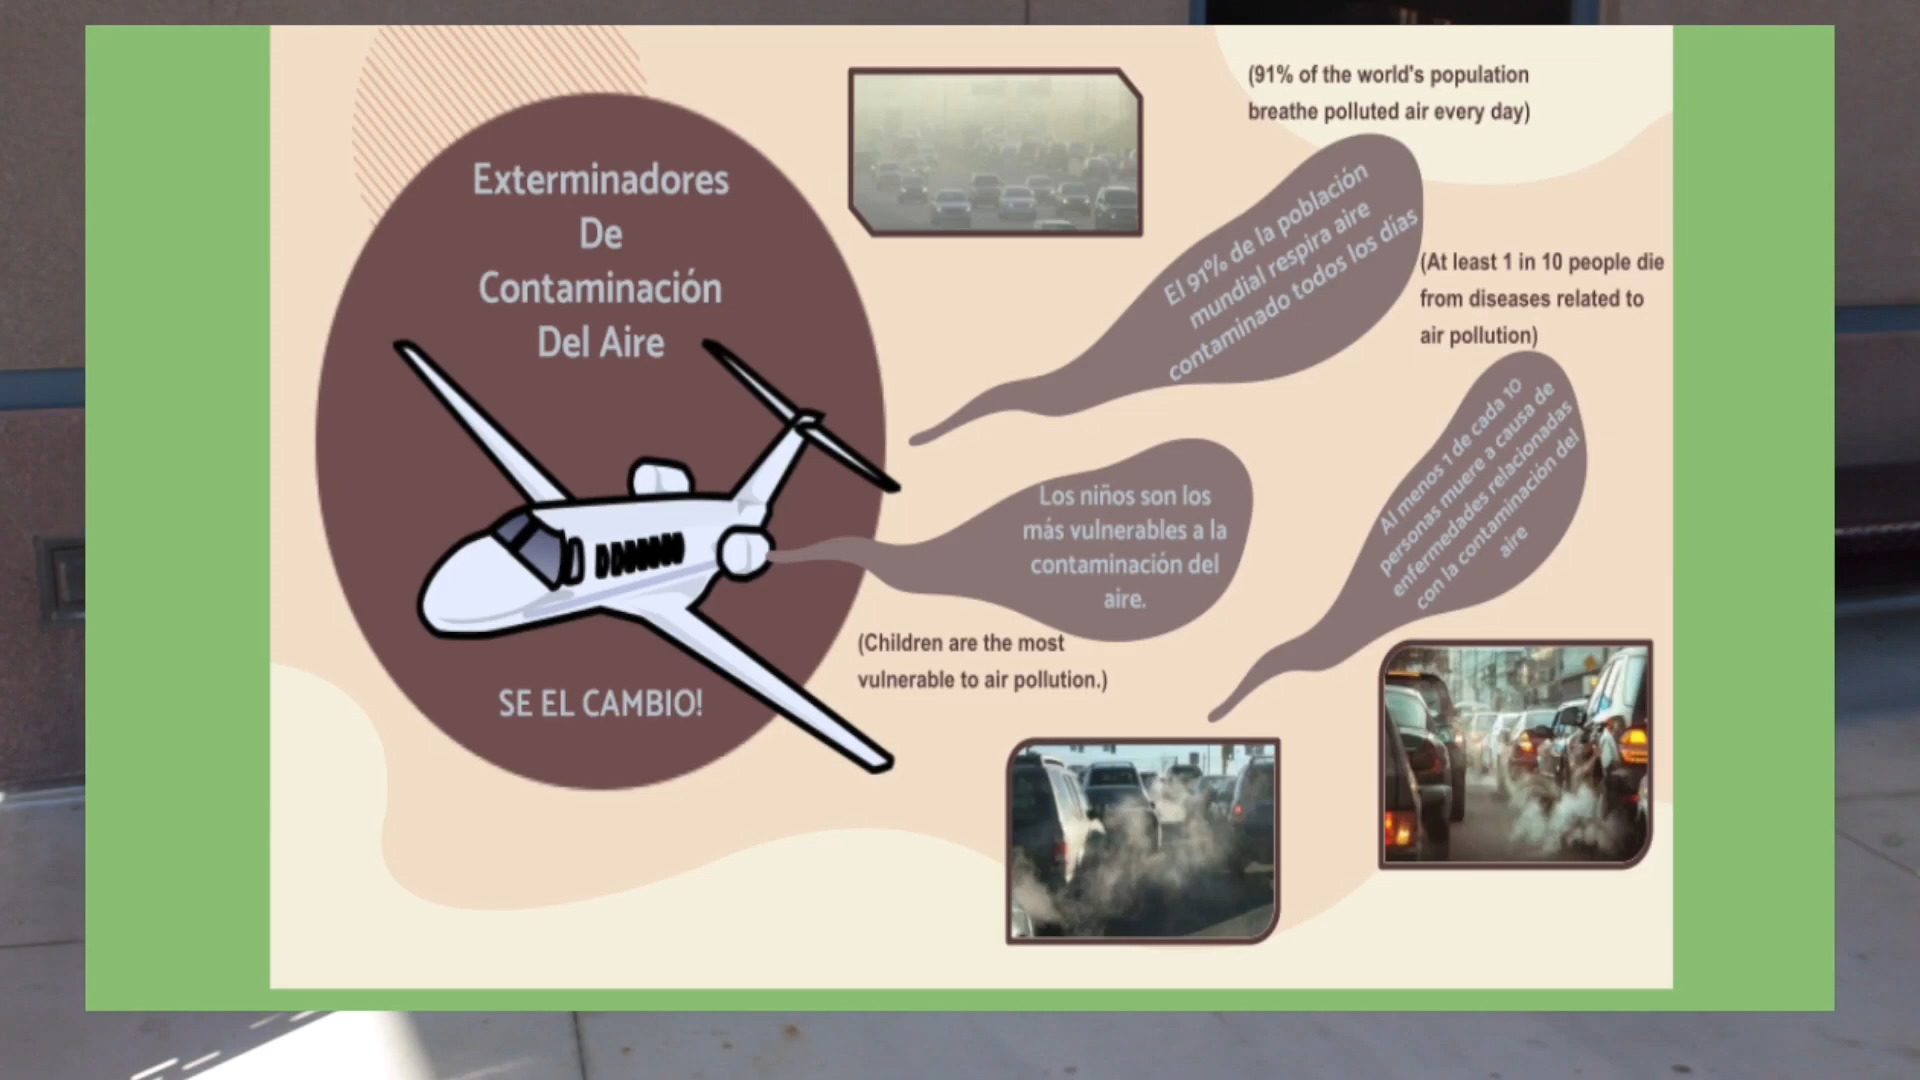 Exterminadores
De
Contaminación
Del Aire
SE EL CAMBIO!
(91% of the world's population
breathe polluted air every day)
El 91% de la población
mundial respira aire
contaminado todos los días
(At least 1 in 10 people die
from diseases related to
air pollution)
Al menos 1 de cada 10
personas muere a causa de
enfermedades relacionadas
con la contaminación del
aire
Los niños son los
más vulnerables a la
contaminación del
aire.
(Children are the most
vulnerable to air pollution.)